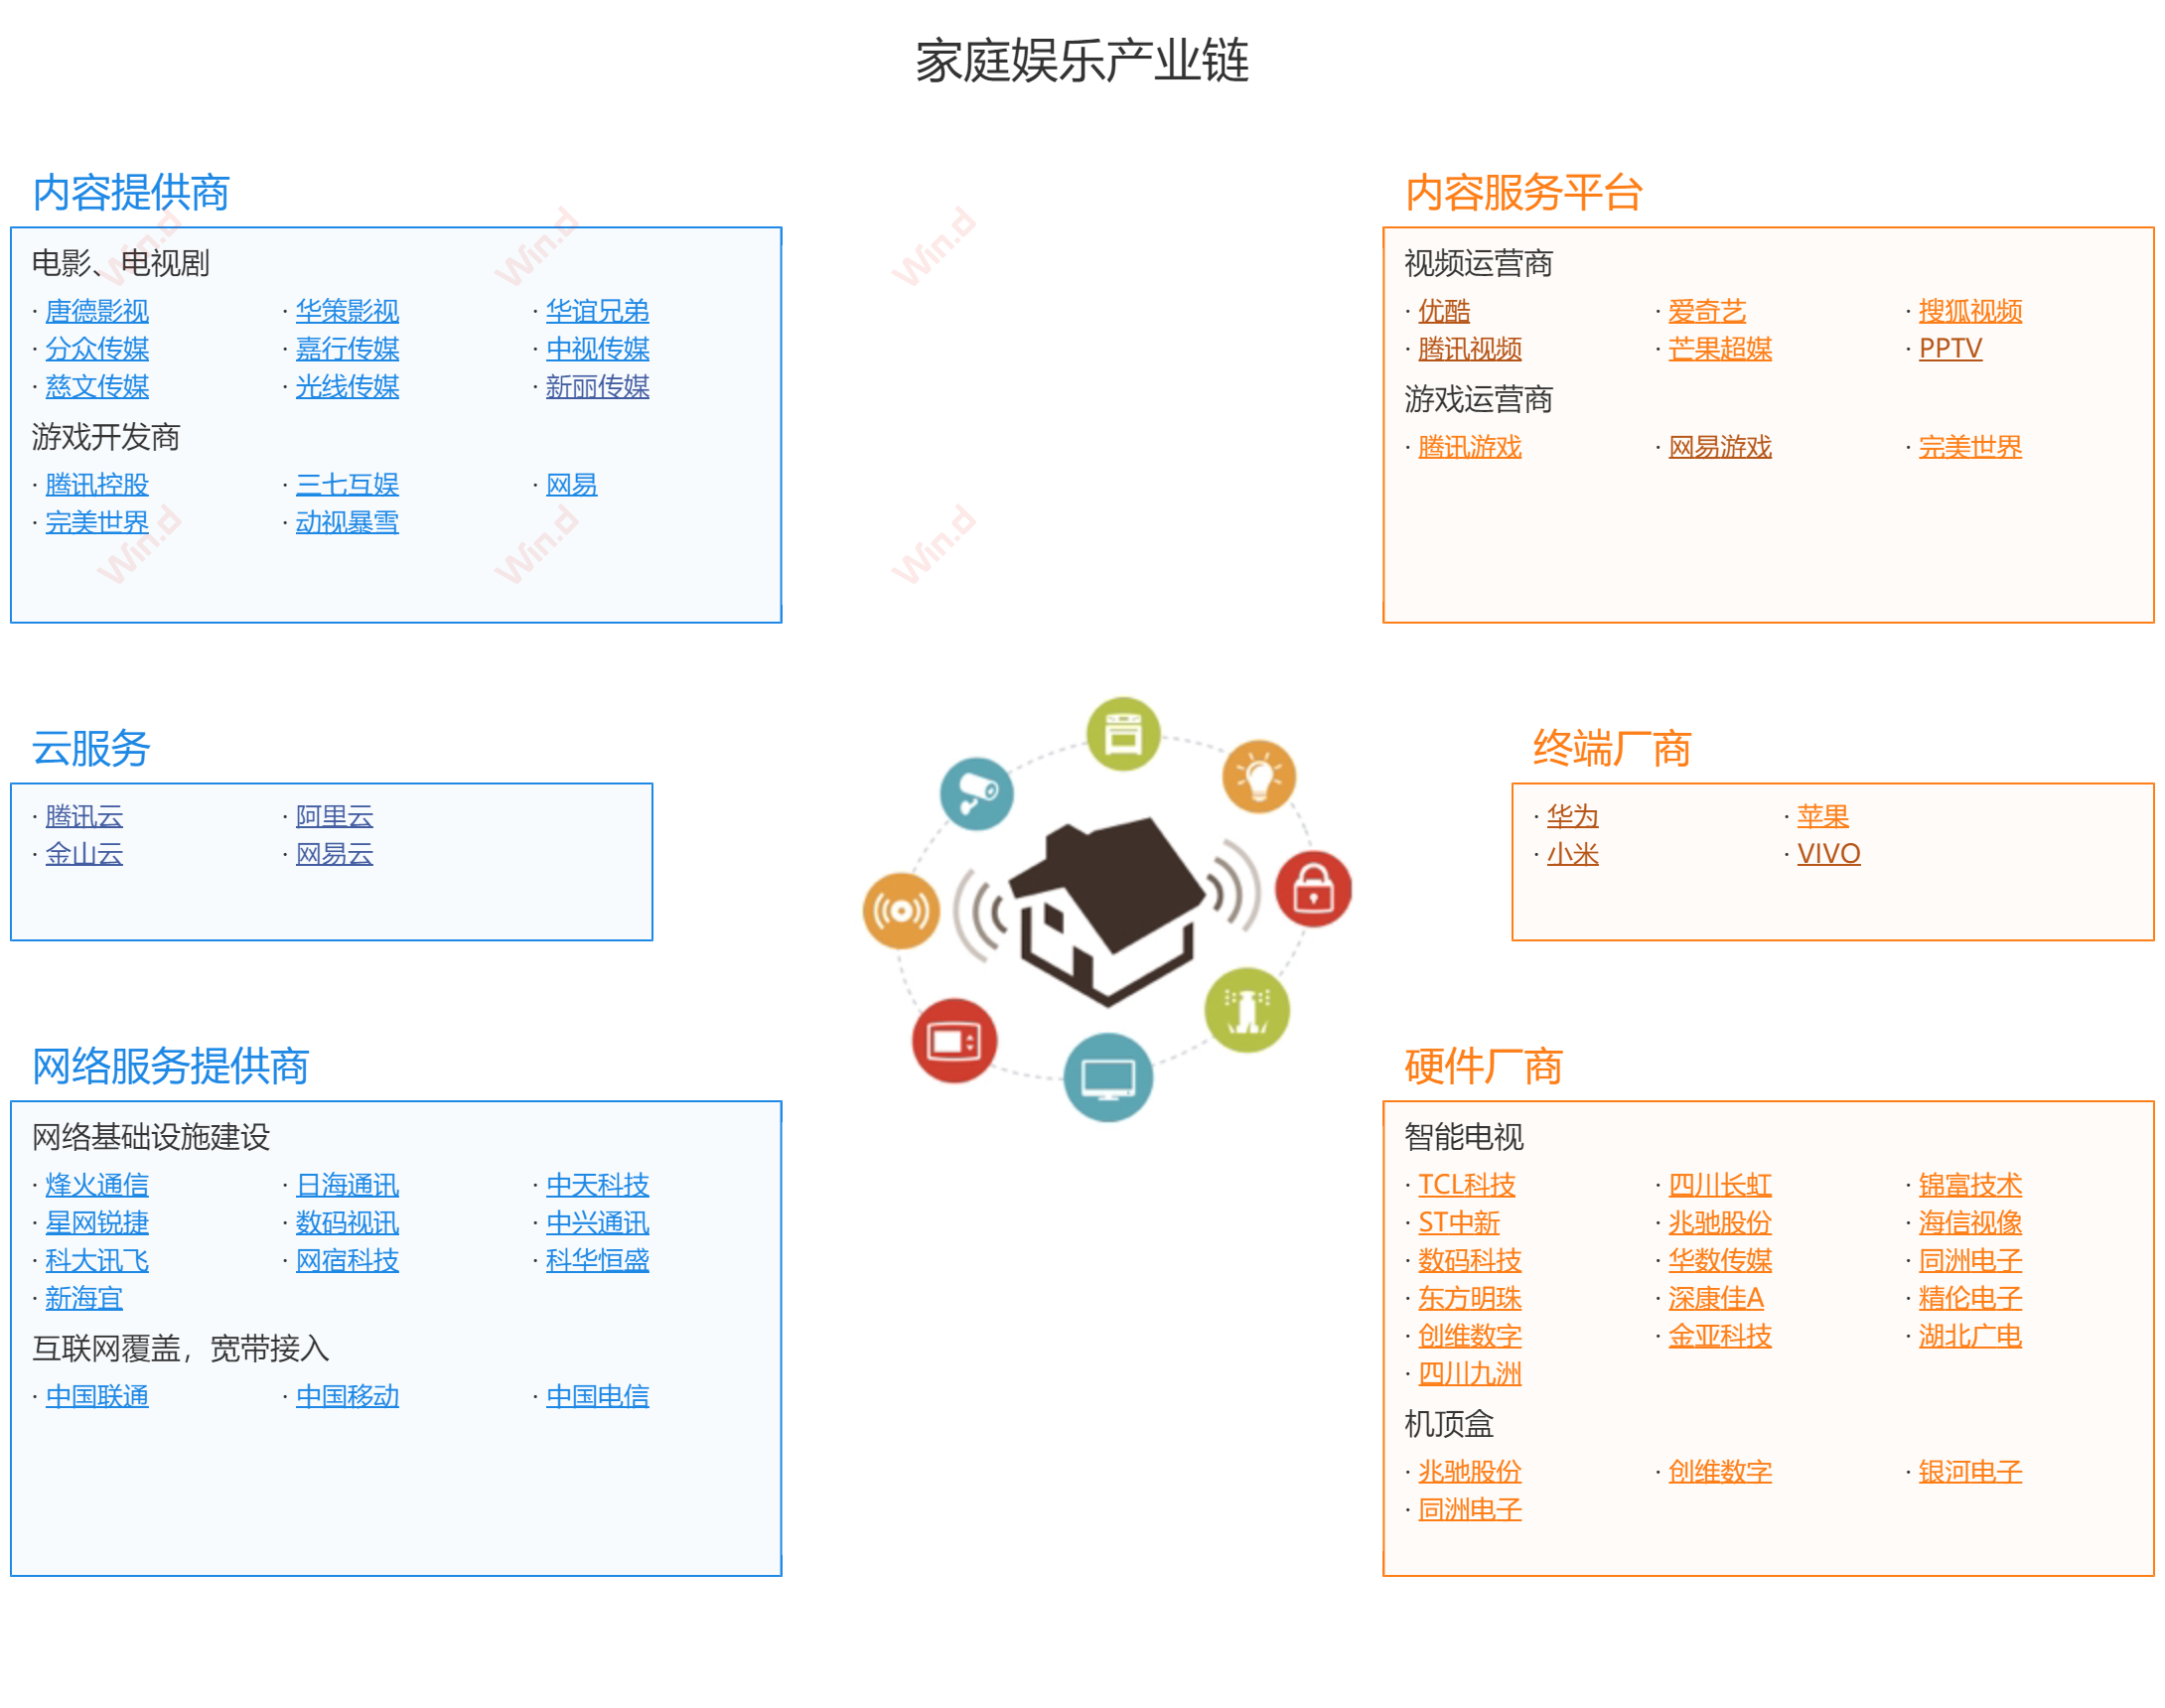 家庭娱乐产业链
内容提供商
电影、电视剧
· 唐德影视 · 华策影视 · 华谊兄弟
· 分众传媒 · 嘉行传媒 · 中视传媒
· 慈文传媒 · 光线传媒 · 新丽传媒
游戏开发商
· 腾讯控股 · 三七互娱 · 网易
· 完美世界 · 动视暴雪
Win.d Win.d Win.d
Win.d Win.d Win.d
内容服务平台
视频运营商
· 优酷 · 爱奇艺 · 搜狐视频
· 腾讯视频 · 芒果超媒 · PPTV
游戏运营商
· 腾讯游戏 · 网易游戏 · 完美世界
云服务
· 腾讯云 · 阿里云
· 金山云 · 网易云
终端厂商
· 华为 · 苹果
· 小米 · VIVO
网络服务提供商
网络基础设施建设
· 烽火通信 · 日海通讯 · 中天科技
· 星网锐捷 · 数码视讯 · 中兴通讯
· 科大讯飞 · 网宿科技 · 科华恒盛
· 新海宜
互联网覆盖，宽带接入
· 中国联通 · 中国移动 · 中国电信
硬件厂商
智能电视
· TCL科技 · 四川长虹 · 锦富技术
· ST中新 · 兆驰股份 · 海信视像
· 数码科技 · 华数传媒 · 同洲电子
· 东方明珠 · 深康佳A · 精伦电子
· 创维数字 · 金亚科技 · 湖北广电
· 四川九洲
机顶盒
· 兆驰股份 · 创维数字 · 银河电子
· 同洲电子